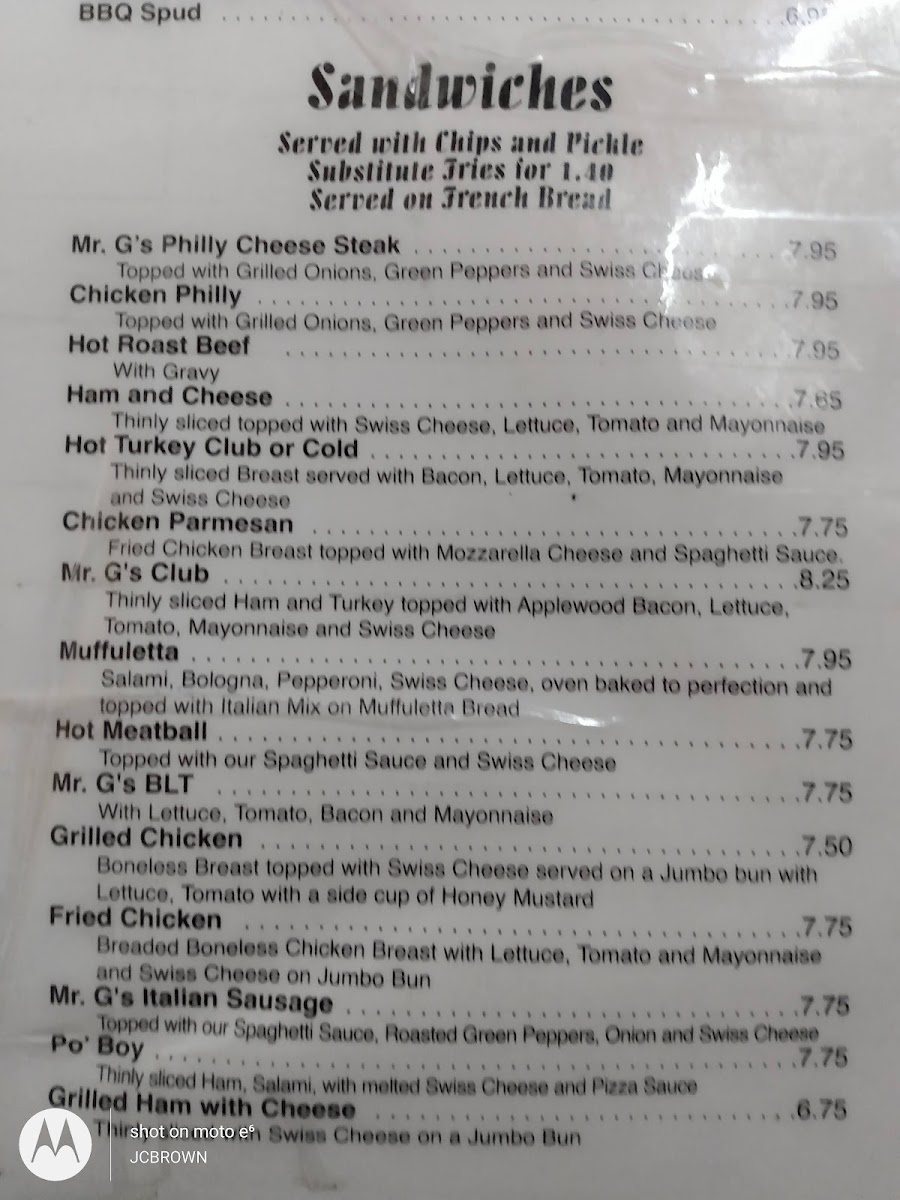 BBQ Spud
Sandwiches
Served with Chips and Pickle
Substitute Fries for 1.40
Served on French Bread
Mr. G's Philly Cheese Steak 7.95
Topped with Grilled Onions, Green Peppers and Swiss Cheese
Chicken Philly 7.95
Topped with Grilled Onions, Green Peppers and Swiss Cheese
Hot Roast Beef 7.95
With Gravy
Ham and Cheese 7.65
Thinly sliced topped with Swiss Cheese, Lettuce, Tomato and Mayonnaise
Hot Turkey Club or Cold 7.95
Thinly sliced Breast served with Bacon, Lettuce, Tomato, Mayonnaise
and Swiss Cheese
Chicken Parmesan 7.75
Fried Chicken Breast topped with Mozzarella Cheese and Spaghetti Sauce.
Mr. G's Club 8.25
Thinly sliced Ham and Turkey topped with Applewood Bacon, Lettuce,
Tomato, Mayonnaise and Swiss Cheese
Muffuletta 7.95
Salami, Bologna, Pepperoni, Swiss Cheese, oven baked to perfection and
topped with Italian Mix on Muffuletta Bread
Hot Meatball 7.75
Topped with our Spaghetti Sauce and Swiss Cheese
Mr. G's BLT 7.75
With Lettuce, Tomato, Bacon and Mayonnaise
Grilled Chicken 7.50
Boneless Breast topped with Swiss Cheese served on a Jumbo bun with
Lettuce, Tomato with a side cup of Honey Mustard
Fried Chicken 7.75
Breaded Boneless Chicken Breast with Lettuce, Tomato and Mayonnaise
and Swiss Cheese on Jumbo Bun
Mr. G's Italian Sausage 7.75
Topped with our Spaghetti Sauce, Roasted Green Peppers, Onion and Swiss Cheese
Po' Boy 7.75
Thinly sliced Ham, Salami, with melted Swiss Cheese and Pizza Sauce
Grilled Ham with Cheese 6.75
Swiss Cheese on a Jumbo Bun
shot on moto e⁶
JCBROWN